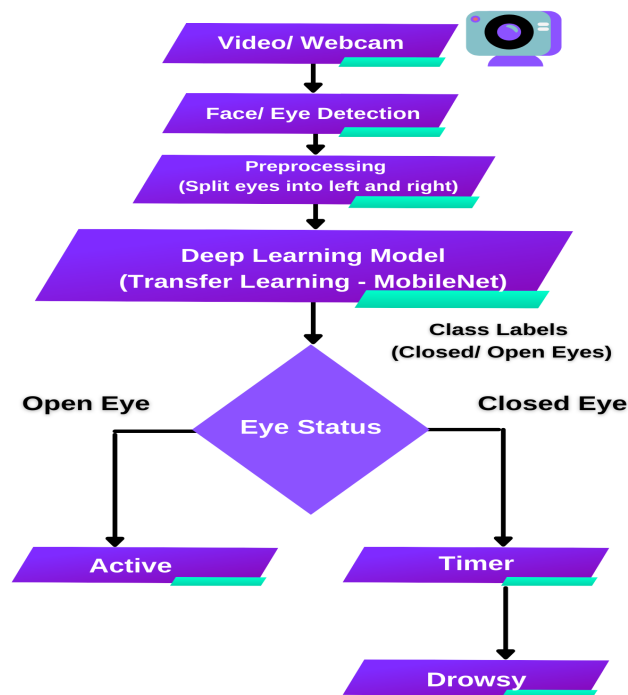 Video/ Webcam
Face/ Eye Detection
Preprocessing
(Split eyes into left and right)
Deep Learning Model
(Transfer Learning - MobileNet)
Class Labels
(Closed/ Open Eyes)
Open Eye
Closed Eye
Eye Status
Active
Timer
Drowsy